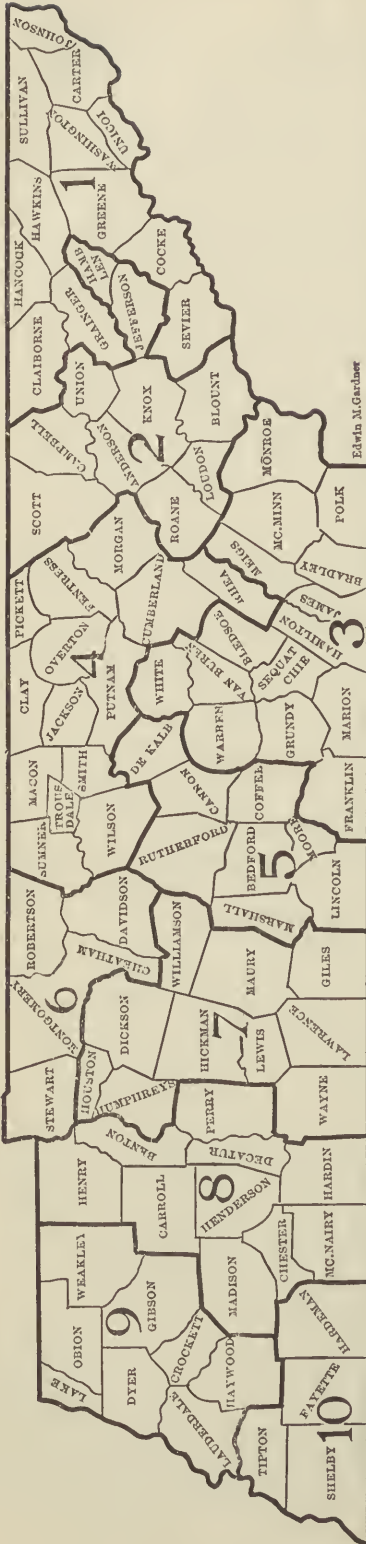 JOHNSON
CARTER
SULLIVAN
UNICOI
WASHINGTON
1
HAWKINS
GREENE
HANCOCK
HAMB
LEN
COCKE
GRAINGER
JEFFERSON
CLAIBORNE
SEVIER
UNION
KNOX
CAMPBELL
ANDERSON
2
BLOUNT
SCOTT
LOUDON
ROANE
MONROE
Edwin M.Gardner
MORGAN
MC.MINN
POLK
PICKETT
FENTRESS
CUMBERLAND
RHEA
MEIGS
BRADLEY
OVERTON
4
JAMES
HAMILTON
3
CLAY
BLEDSOE
JACKSON
PUTNAM
WHITE
VAN BUREN
SEQUAT
CHIE
MACON
SMITH
DE KALB
WARREN
GRUNDY
MARION
TROUS
DALE
CANNON
COFFEE
FRANKLIN
SUMNER
WILSON
RUTHERFORD
BEDFORD
5
MOORE
ROBERTSON
DAVIDSON
MARSHALL
LINCOLN
CHEATHAM
WILLIAMSON
MONTGOMERY
6
MAURY
GILES
DICKSON
STEWART
HOUSTON
HICKMAN
7
LEWIS
LAWRENCE
HUMPHREYS
PERRY
WAYNE
BANTON
DECATUR
HENRY
8
HENDERSON
HARDIN
CARROLL
CHESTER
MC.NAIRY
WEAKLEY
MADISON
9
GIBSON
HARDEMAN
OBION
CROCKETT
HAYWOOD
LAKE
DYER
FAYETTE
LAUDERDALE
10
TIPTON
SHELBY